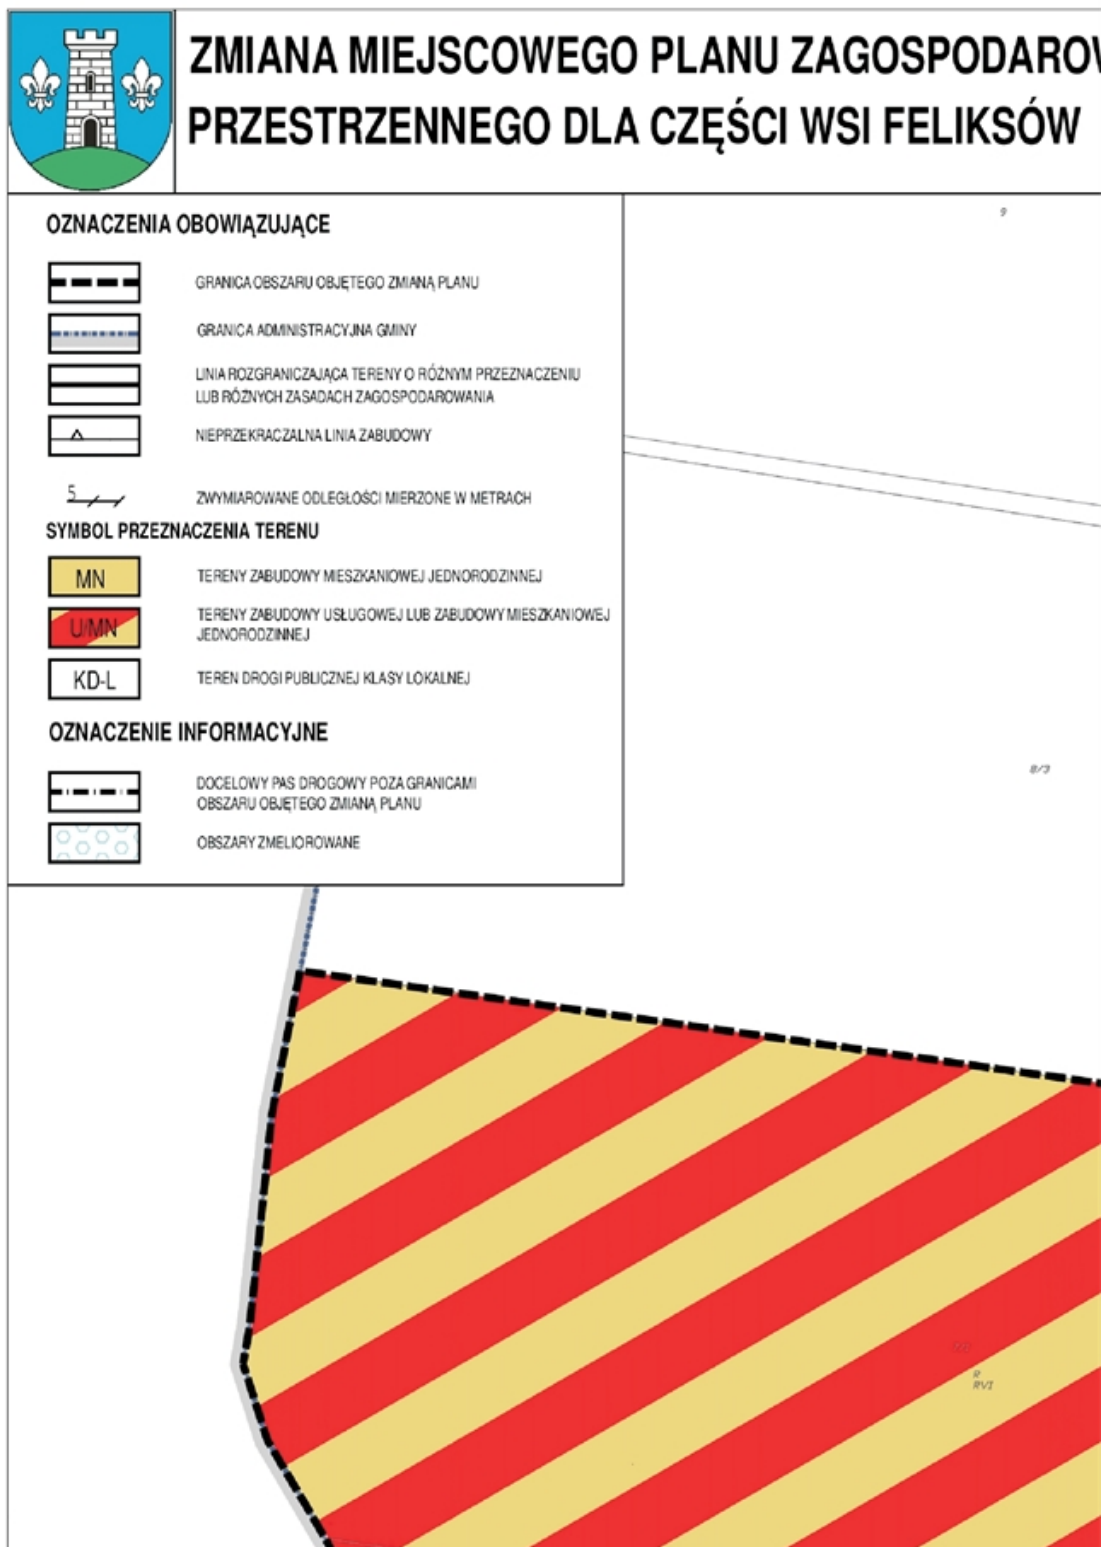 ZMIANA MIEJSCOWEGO PLANU ZAGOSPODAROW
PRZESTRZENNEGO DLA CZĘŚCI WSI FELIKSÓW
OZNACZENIA OBOWIĄZUJĄCE
GRANICA OBSZARU OBJĘTEGO ZMIANĄ PLANU
GRANICA ADMINISTRACYJNA GMINY
LINIA ROZGRANICZAJĄCA TERENY O RÓŻNYM PRZEZNACZENIU
LUB RÓŻNYCH ZASADACH ZAGOSPODAROWANIA
NIEPRZEKRACZALNA LINIA ZABUDOWY
5 ZWYMIAROWANE ODLEGŁOŚCI MIERZONE W METRACH
SYMBOL PRZEZNACZENIA TERENU
MN TERENY ZABUDOWY MIESZKANIOWEJ JEDNORODZINNEJ
U/MN TERENY ZABUDOWY USŁUGOWEJ LUB ZABUDOWY MIESZKANIOWEJ
JEDNORODZINNEJ
KD-L TEREN DROGI PUBLICZNEJ KLASY LOKALNEJ
OZNACZENIE INFORMACYJNE
DOCELOWY PAS DROGOWY POZA GRANICAMI
OBSZARU OBJĘTEGO ZMIANĄ PLANU
OBSZARY ZMELIOROWANE
9
8/3
R
RVI